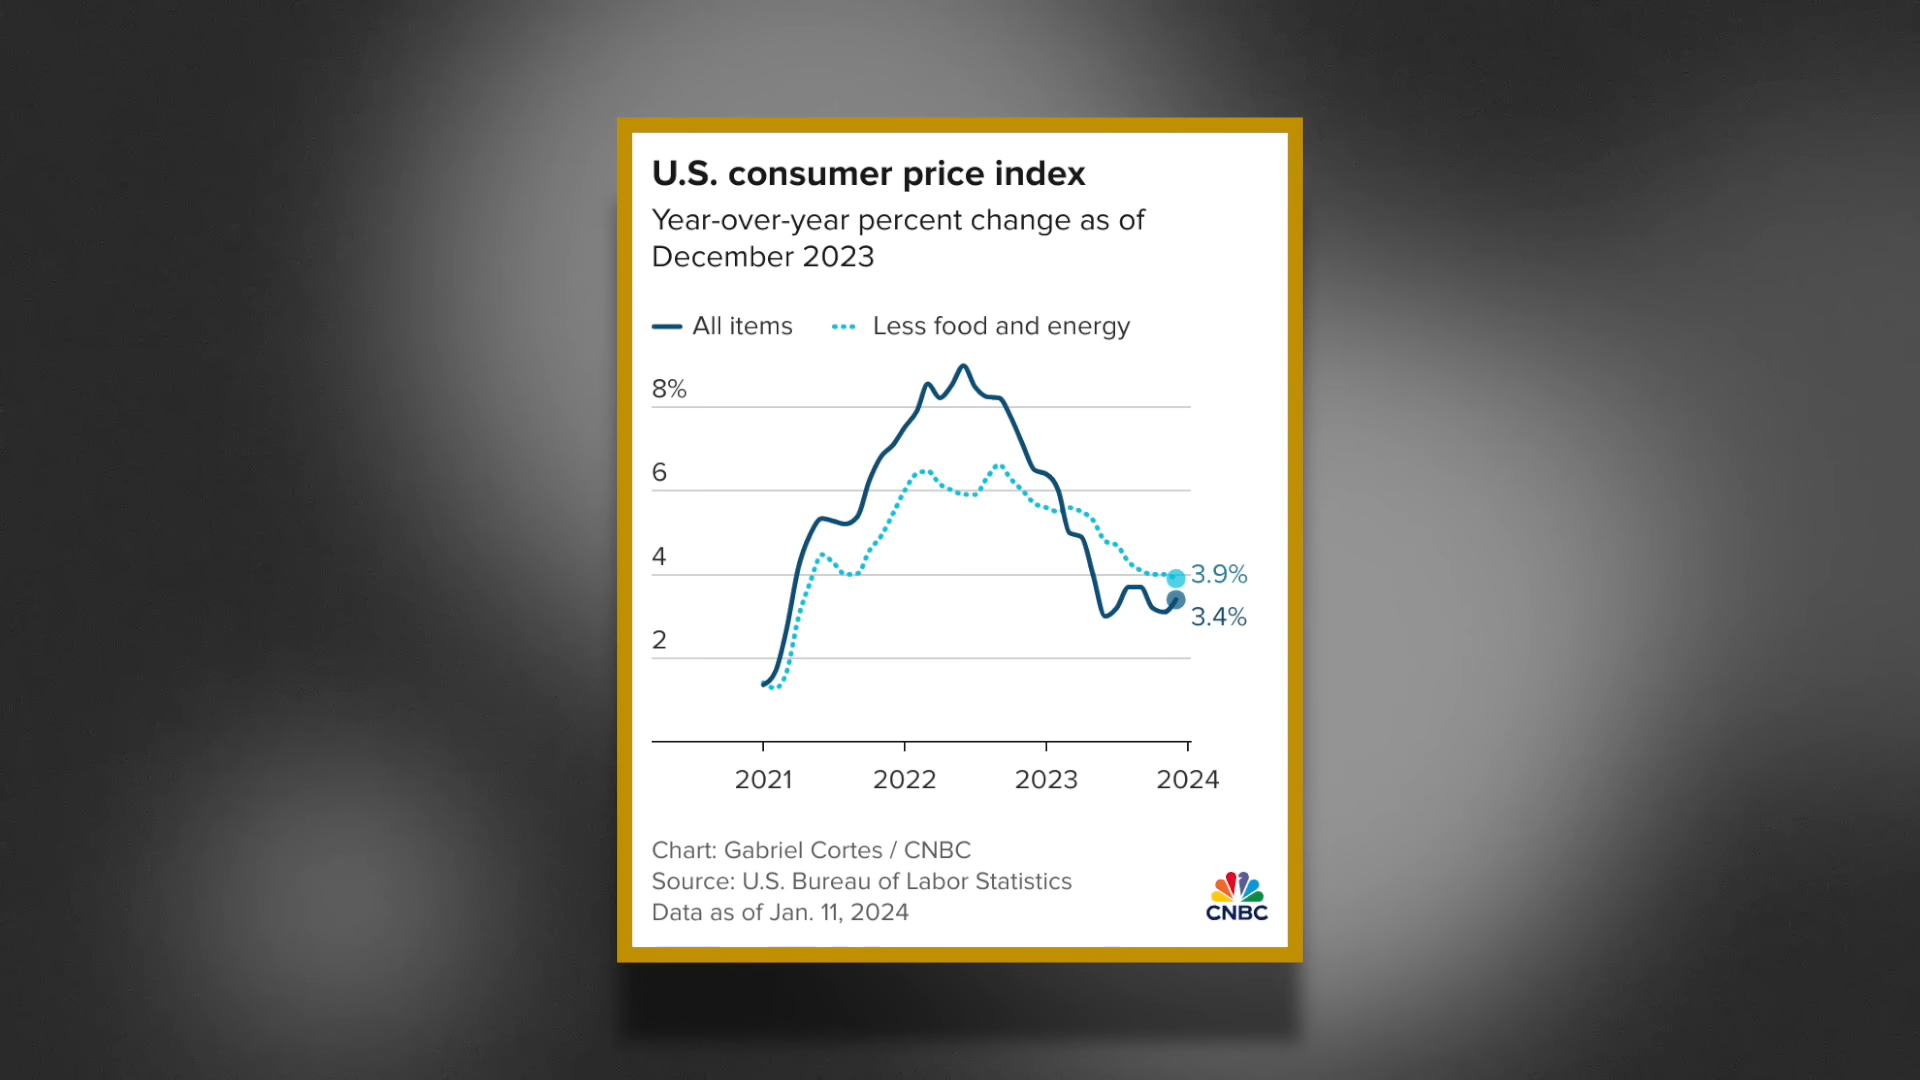 U.S. consumer price index
Year-over-year percent change as of
December 2023
All items
Less food and energy
8%
6
4
2
3.9%
3.4%
2021
2022
2023
2024
Chart: Gabriel Cortes / CNBC
Source: U.S. Bureau of Labor Statistics
Data as of Jan. 11, 2024
CNBC